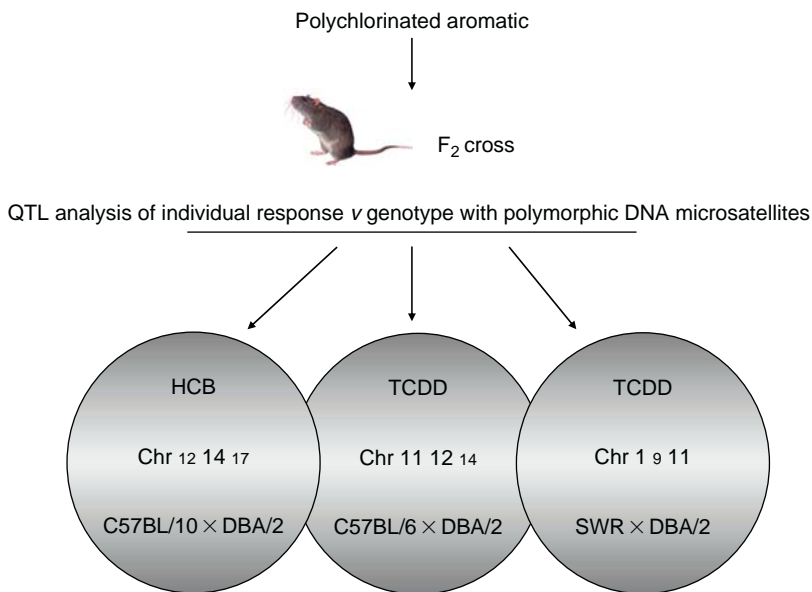 Polychlorinated aromatic
F₂ cross
QTL analysis of individual response v genotype with polymorphic DNA microsatellites
HCB
Chr 12 14 17
C57BL/10 × DBA/2
TCDD
Chr 11 12 14
C57BL/6 × DBA/2
TCDD
Chr 1 9 11
SWR × DBA/2